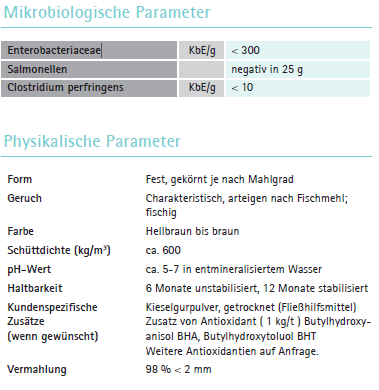 Mikrobiologische Parameter
Enterobacteriaceae KbE/g < 300
Salmonellen negativ in 25 g
Clostridium perfringens KbE/g < 10
Physikalische Parameter
Form Fest, gekörnt je nach Mahlgrad
Geruch Charakteristisch, arteigen nach Fischmehl;
fischig
Farbe Hellbraun bis braun
Schüttdichte (kg/m³) ca. 600
pH-Wert ca. 5-7 in entmineralisiertem Wasser
Haltbarkeit 6 Monate unstabilisiert, 12 Monate stabilisiert
Kundenspezifische Kieselgurpulver, getrocknet (Fließhilfsmittel)
Zusätze Zusatz von Antioxidant ( 1 kg/t ) Butylhydroxy-
(wenn gewünscht) anisol BHA, Butylhydroxytoluol BHT
Weitere Antioxidantien auf Anfrage.
Vermahlung 98 % < 2 mm